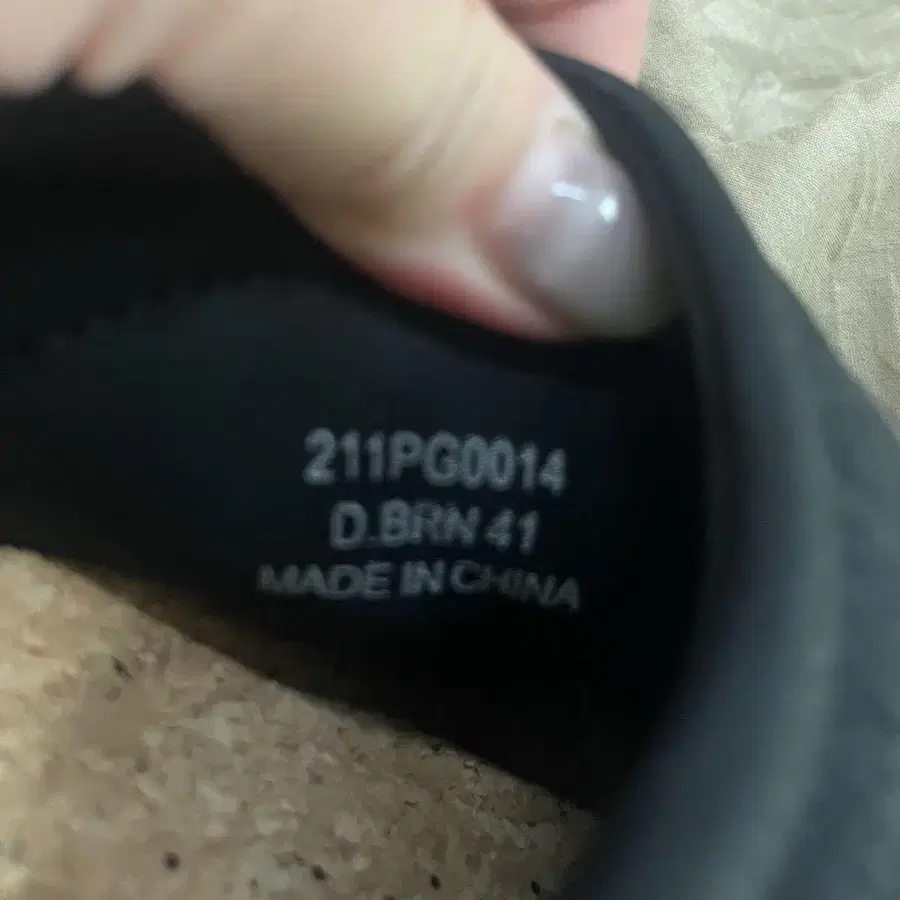 211PG0014
D.BRN 41
MADE IN CHINA